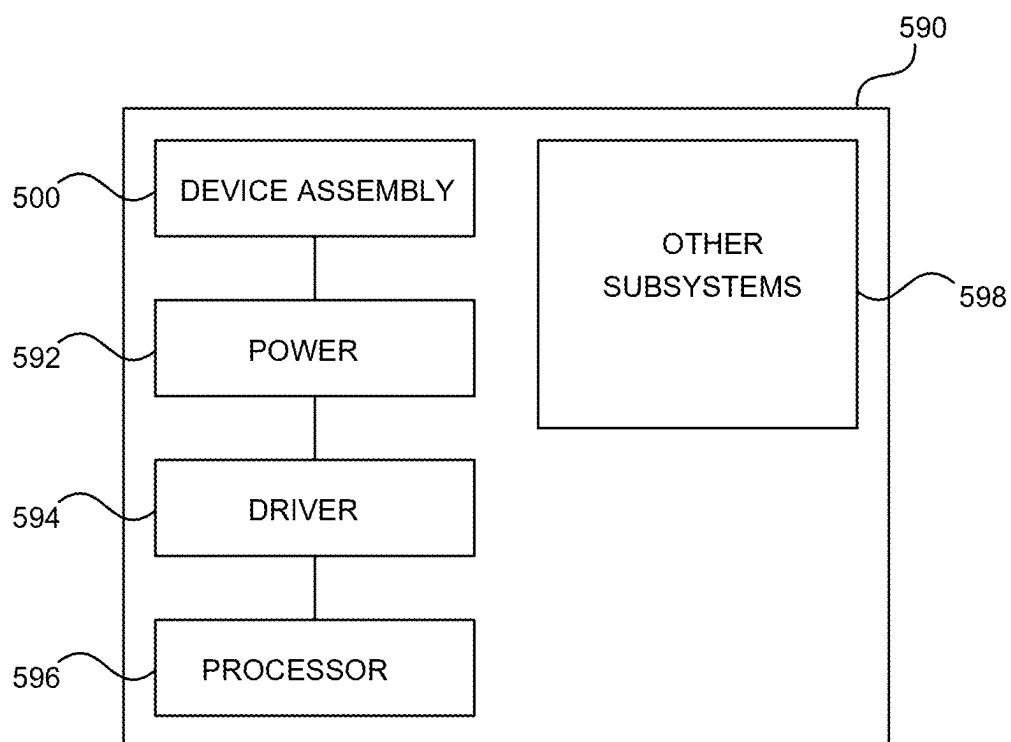 590
500
DEVICE ASSEMBLY
OTHER
SUBSYSTEMS
598
592
POWER
594
DRIVER
596
PROCESSOR